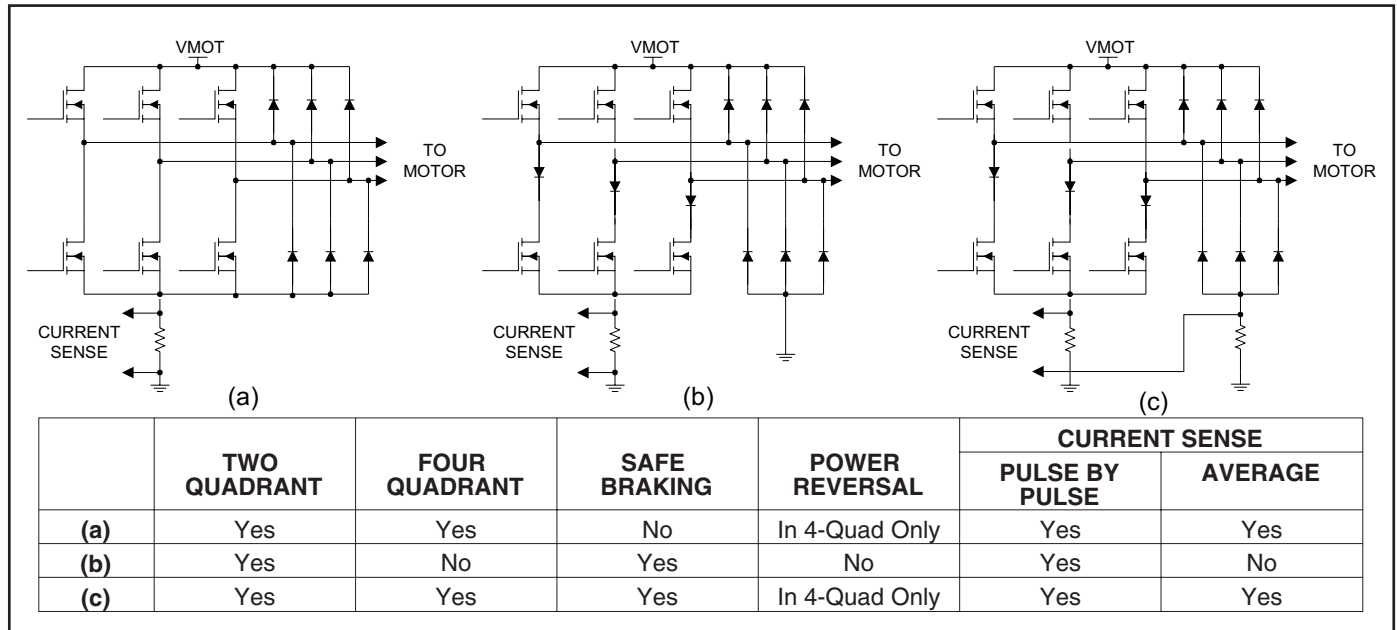 VMOT
VMOT
VMOT
TO
MOTOR
TO
MOTOR
TO
MOTOR
CURRENT
SENSE
CURRENT
SENSE
CURRENT
SENSE
(a)
(b)
(c)
TWO QUADRANT FOUR QUADRANT SAFE BRAKING POWER REVERSAL CURRENT SENSE
PULSE BY PULSE AVERAGE
(a) Yes Yes No In 4-Quad Only Yes Yes
(b) Yes No Yes No Yes No
(c) Yes Yes Yes In 4-Quad Only Yes Yes